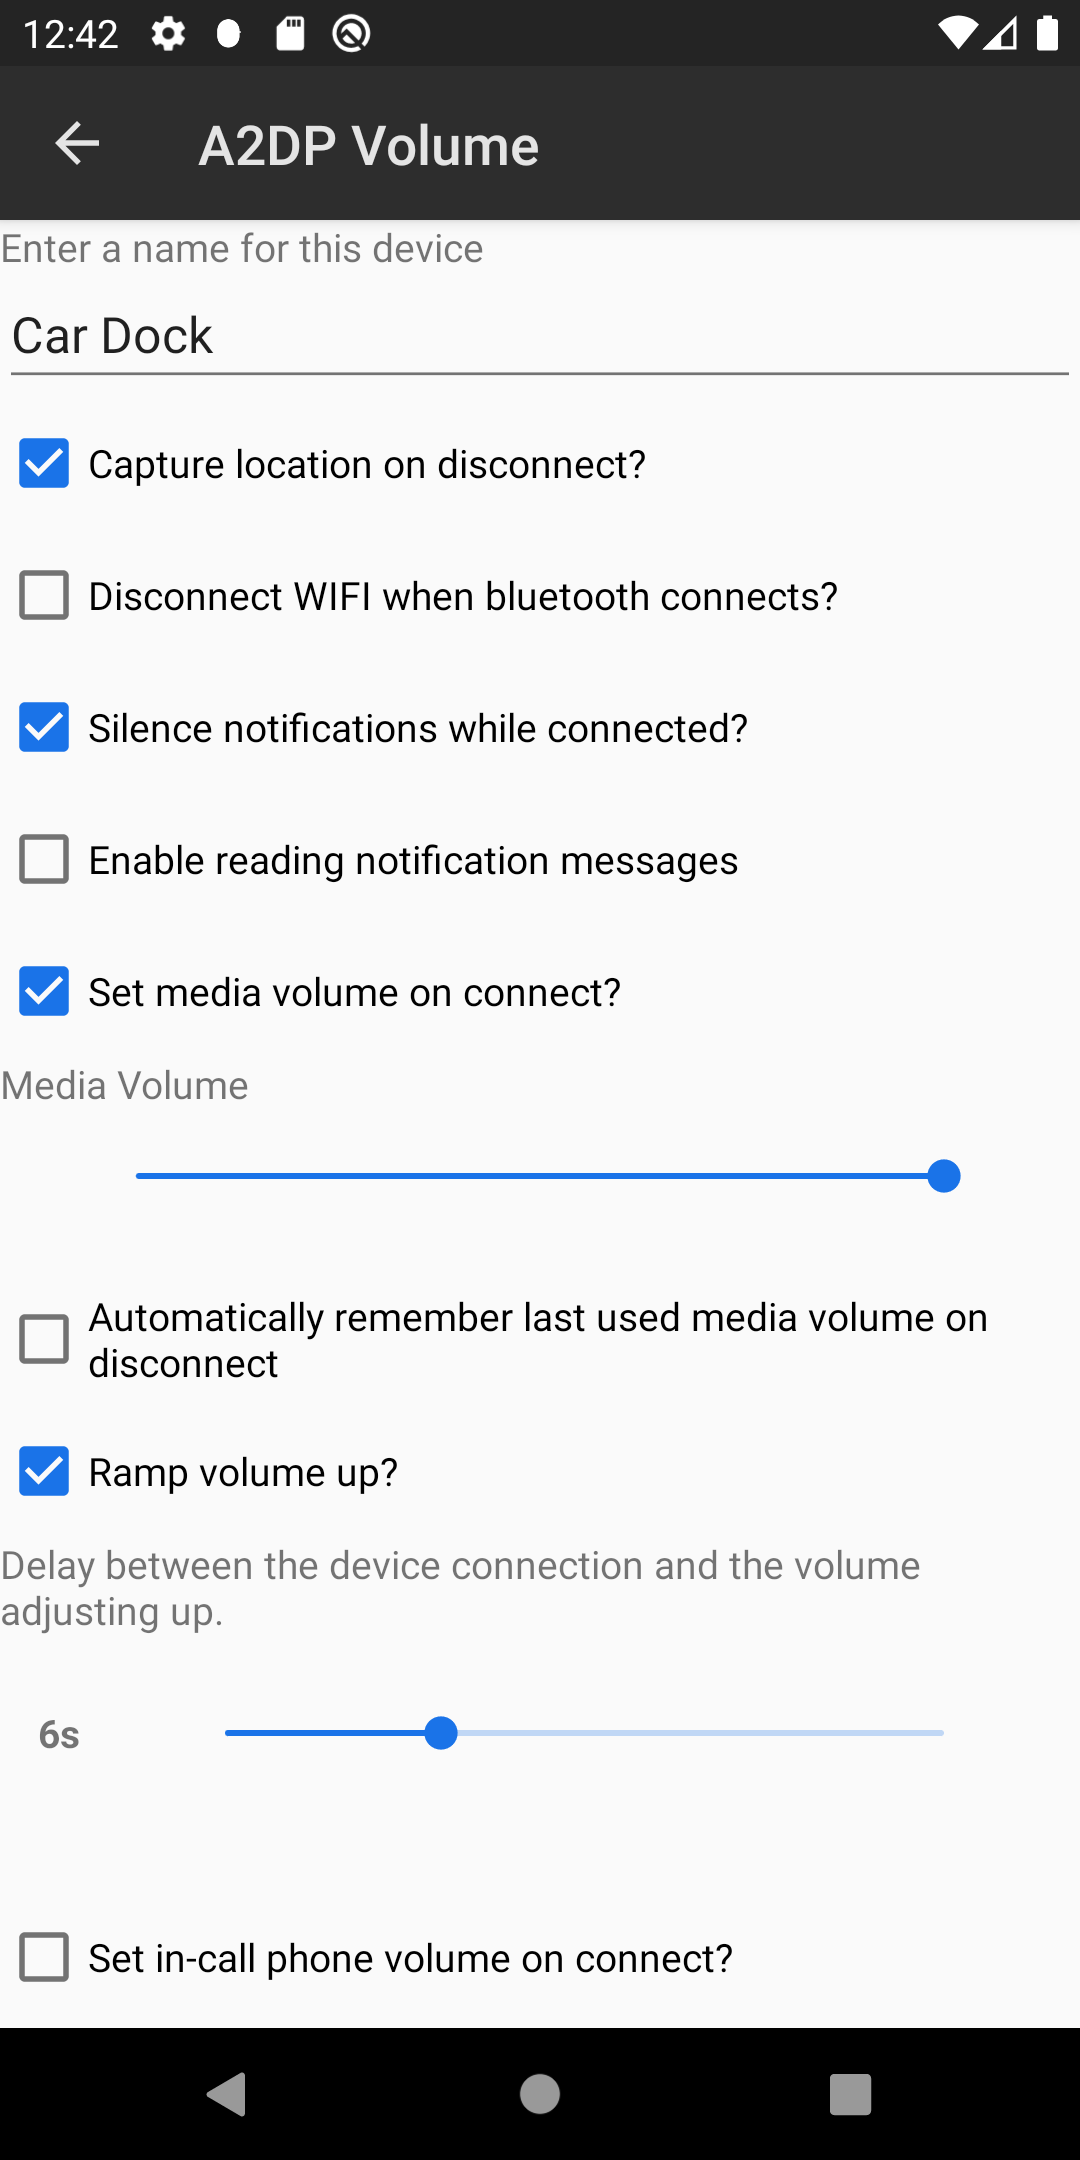 12:42
A2DP Volume
Enter a name for this device
Car Dock
Capture location on disconnect?
Disconnect WIFI when bluetooth connects?
Silence notifications while connected?
Enable reading notification messages
Set media volume on connect?
Media Volume
Automatically remember last used media volume on
disconnect
Ramp volume up?
Delay between the device connection and the volume
adjusting up.
6s
Set in-call phone volume on connect?